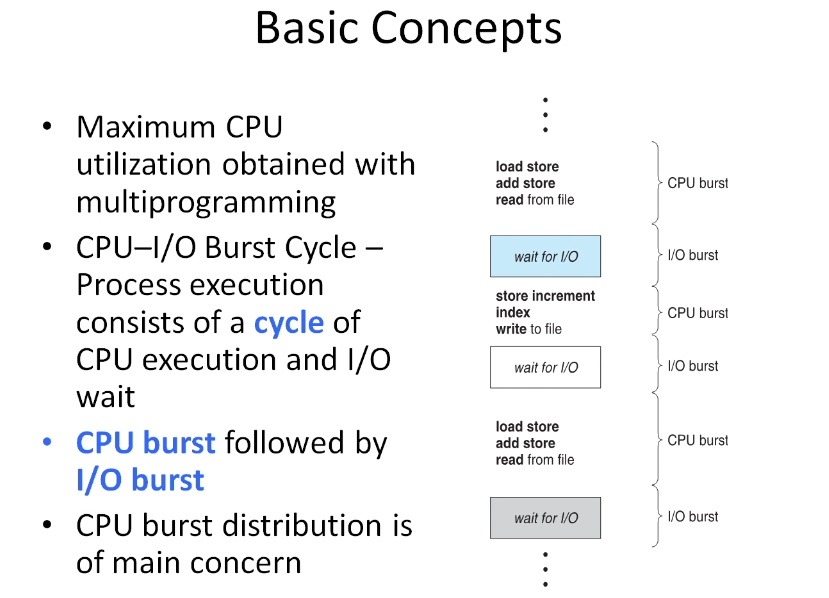 Basic Concepts
• Maximum CPU
utilization obtained with
multiprogramming
• CPU–I/O Burst Cycle –
Process execution
consists of a cycle of
CPU execution and I/O
wait
• CPU burst followed by
I/O burst
• CPU burst distribution is
of main concern
load store
add store
read from file
CPU burst
wait for I/O
I/O burst
store increment
index
write to file
CPU burst
wait for I/O
I/O burst
load store
add store
read from file
CPU burst
wait for I/O
I/O burst